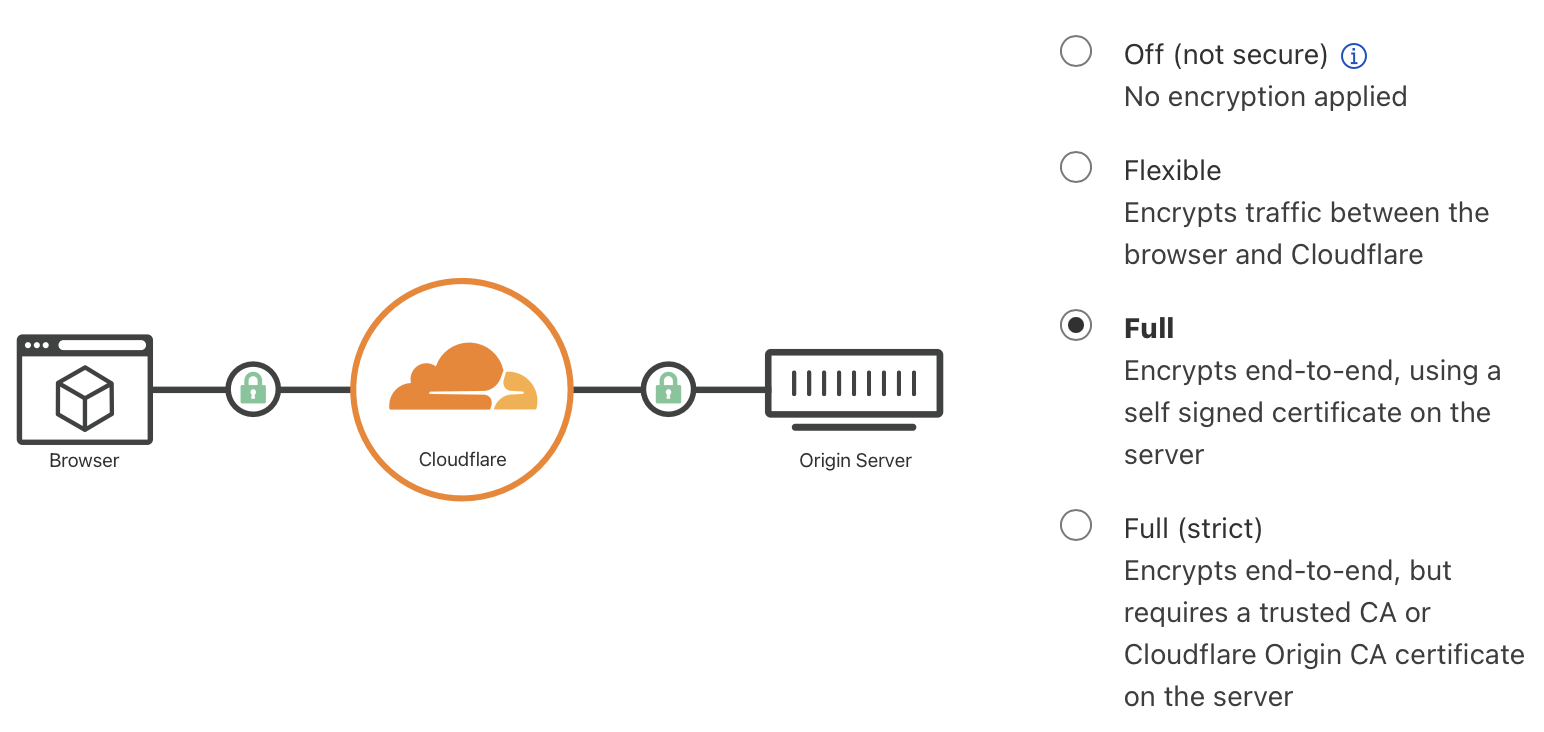 Browser
Cloudflare
Origin Server
Off (not secure)
No encryption applied
Flexible
Encrypts traffic between the
browser and Cloudflare
Full
Encrypts end-to-end, using a
self signed certificate on the
server
Full (strict)
Encrypts end-to-end, but
requires a trusted CA or
Cloudflare Origin CA certificate
on the server